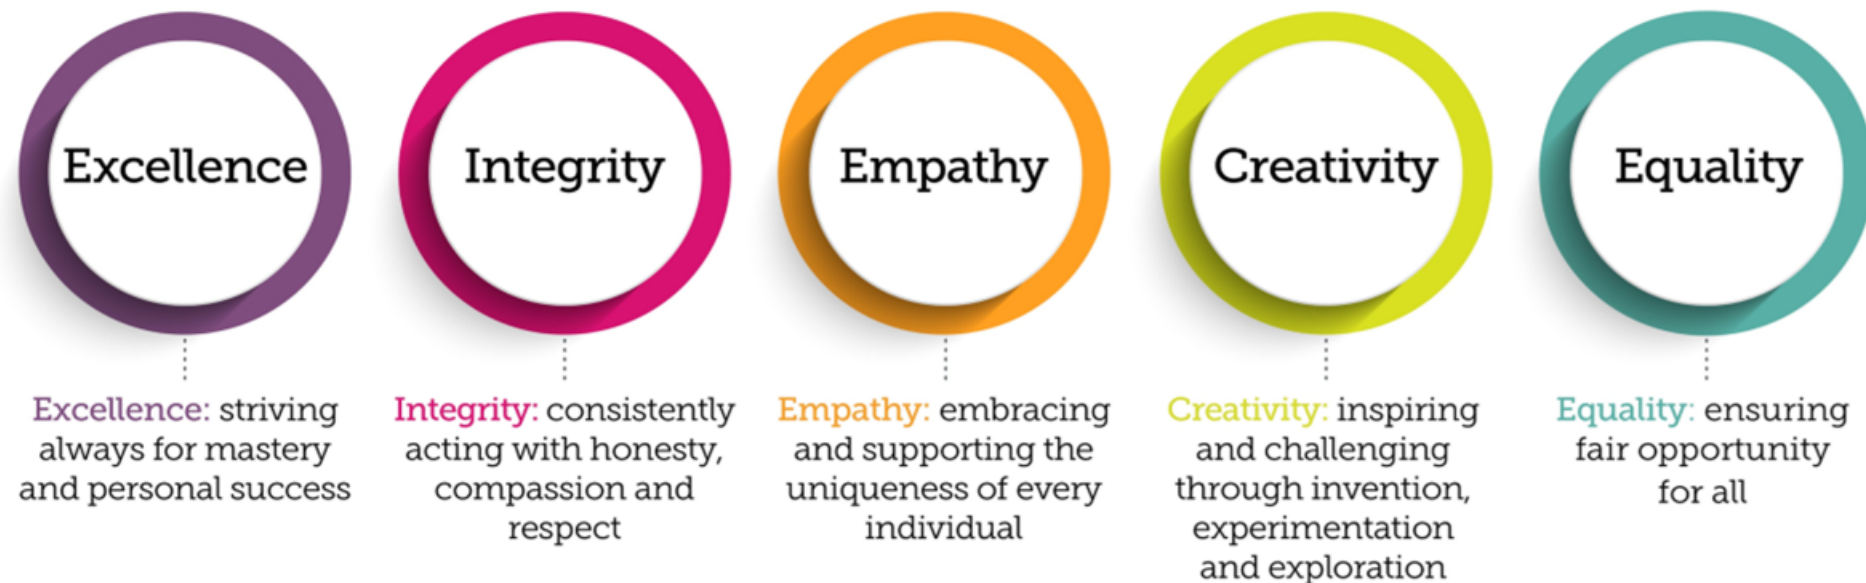 Excellence
Integrity
Empathy
Creativity
Equality
Excellence: striving
always for mastery
and personal success
Integrity: consistently
acting with honesty,
compassion and
respect
Empathy: embracing
and supporting the
uniqueness of every
individual
Creativity: inspiring
and challenging
through invention,
experimentation
and exploration
Equality: ensuring
fair opportunity
for all